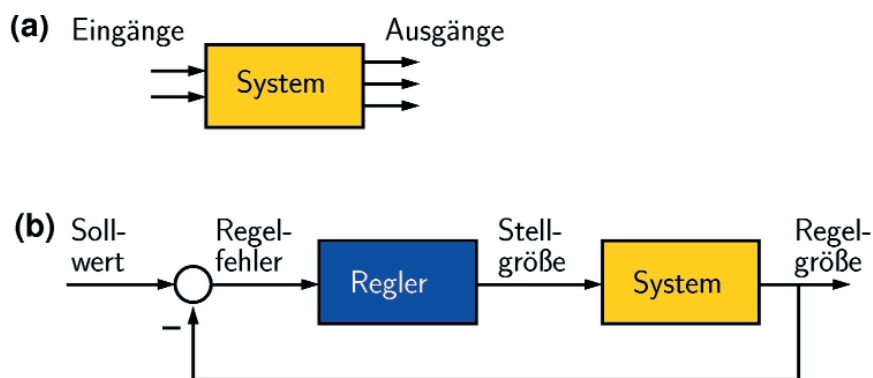 (a) Eingänge Ausgänge
System
(b) Soll-
wert
Regel-
fehler
Regler
Stell-
größe
System
Regel-
größe
–